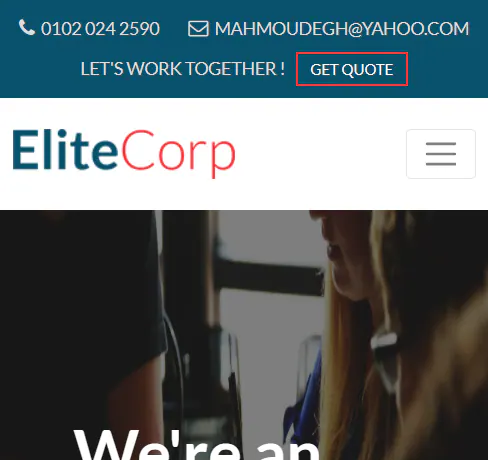 0102 024 2590 MAHMOUDEGH@YAHOO.COM
LET'S WORK TOGETHER ! GET QUOTE
EliteCorp
We're an